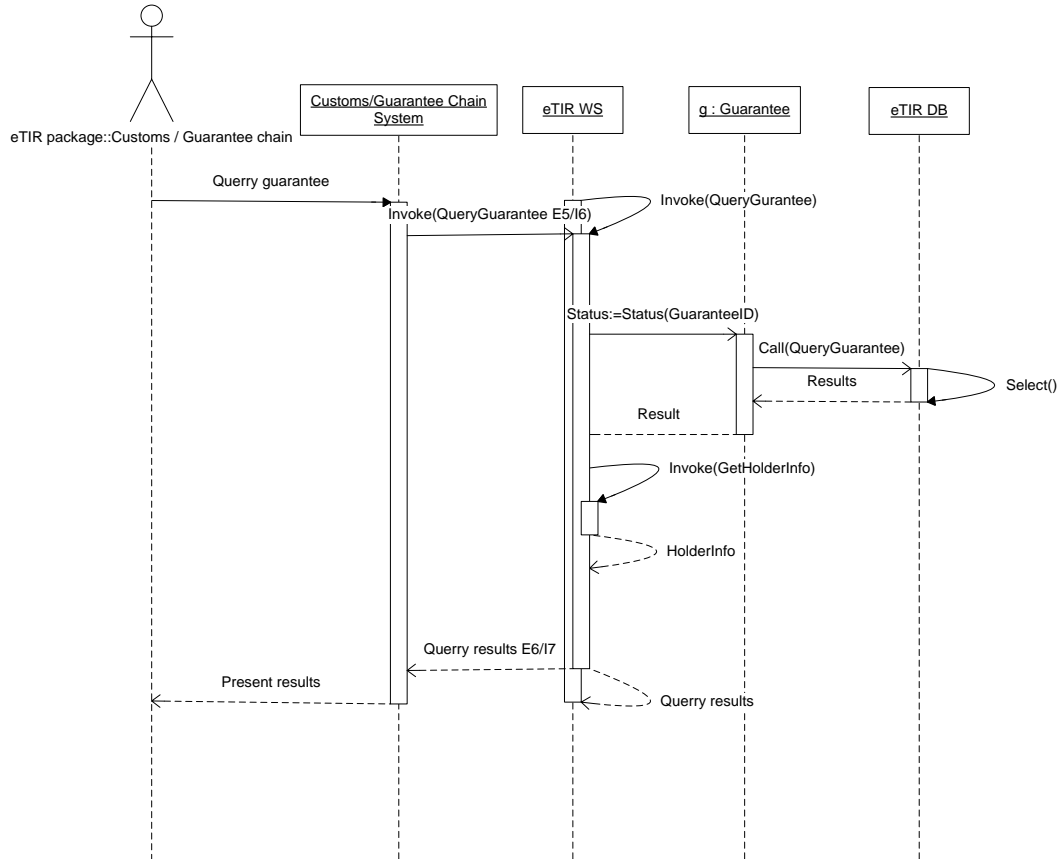 Customs/Guarantee Chain
System
eTIR WS
g : Guarantee
eTIR DB
eTIR package::Customs / Guarantee chain
Querry guarantee
Invoke(QueryGurantee)
Invoke(QueryGuarantee E5/I6)
Status:=Status(GuaranteeID)
Call(QueryGuarantee)
Results
Select()
Result
Invoke(GetHolderInfo)
HolderInfo
Querry results E6/I7
Present results
Querry results